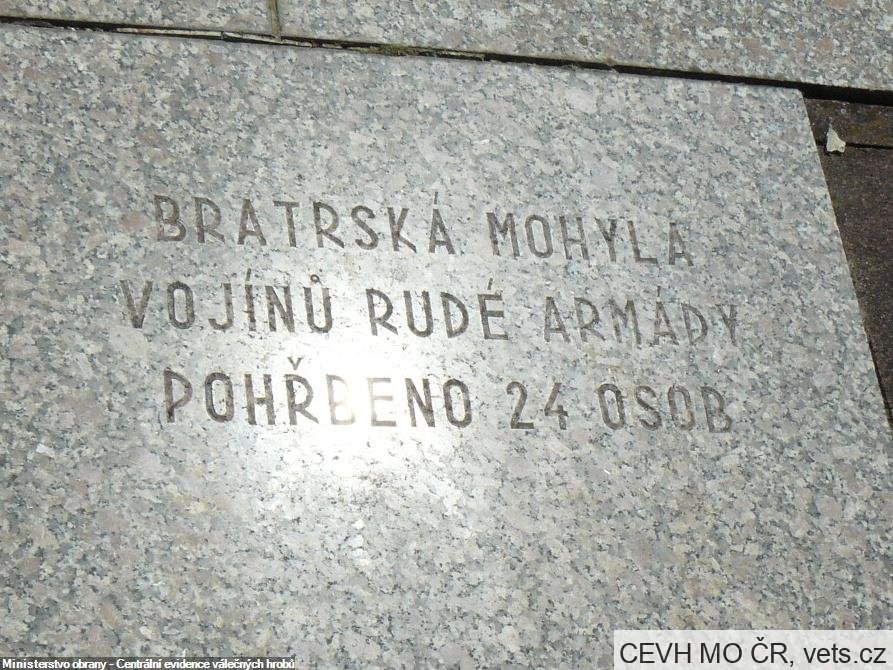 BRATRSKÁ MOHYLA
VOJÍNŮ RUDÉ ARMÁDY
POHŘBENO 24 OSOB
Ministerstvo obrany - Centrální evidence válečných hrobů
CEVH MO ČR, vets.cz